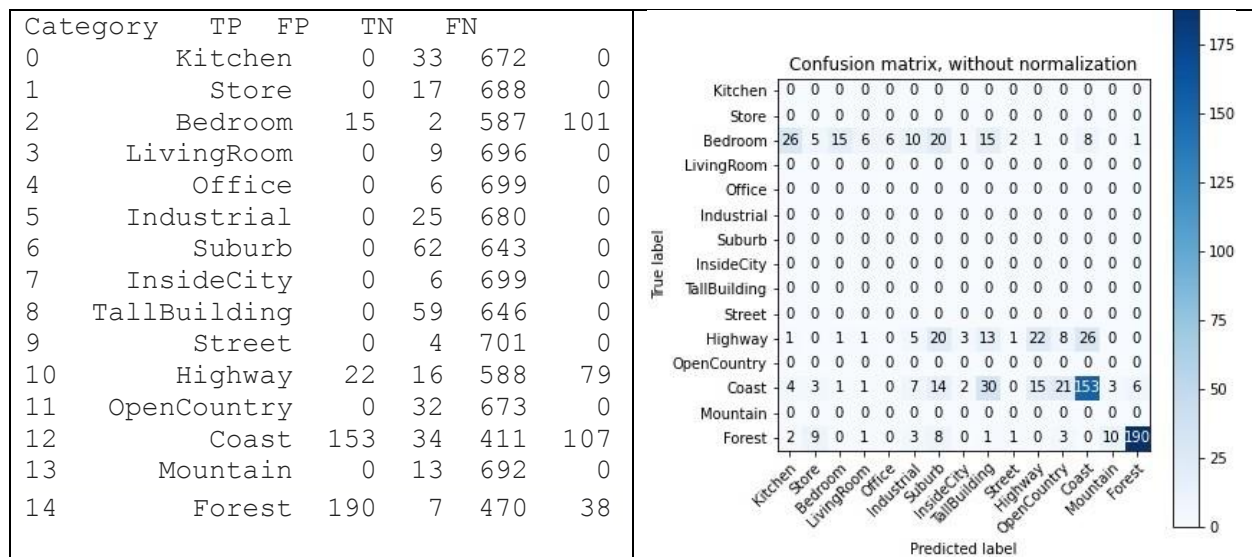 Category TP FP TN FN
0 Kitchen 0 33 672 0
1 Store 0 17 688 0
2 Bedroom 15 2 587 101
3 LivingRoom 0 9 696 0
4 Office 0 6 699 0
5 Industrial 0 25 680 0
6 Suburb 0 62 643 0
7 InsideCity 0 6 699 0
8 TallBuilding 0 59 646 0
9 Street 0 4 701 0
10 Highway 22 16 588 79
11 OpenCountry 0 32 673 0
12 Coast 153 34 411 107
13 Mountain 0 13 692 0
14 Forest 190 7 470 38
Confusion matrix, without normalization
True label
Kitchen 0 0 0 0 0 0 0 0 0 0 0 0 0 0 0
Store 0 0 0 0 0 0 0 0 0 0 0 0 0 0 0
Bedroom 26 5 15 6 6 10 20 1 15 2 1 0 8 0 1
LivingRoom 0 0 0 0 0 0 0 0 0 0 0 0 0 0 0
Office 0 0 0 0 0 0 0 0 0 0 0 0 0 0 0
Industrial 0 0 0 0 0 0 0 0 0 0 0 0 0 0 0
Suburb 0 0 0 0 0 0 0 0 0 0 0 0 0 0 0
InsideCity 0 0 0 0 0 0 0 0 0 0 0 0 0 0 0
TallBuilding 0 0 0 0 0 0 0 0 0 0 0 0 0 0 0
Street 0 0 0 0 0 0 0 0 0 0 0 0 0 0 0
Highway 1 0 1 1 0 5 20 3 13 1 22 8 26 0 0
OpenCountry 0 0 0 0 0 0 0 0 0 0 0 0 0 0 0
Coast 4 3 1 1 0 7 14 2 30 0 15 21 153 3 6
Mountain 0 0 0 0 0 0 0 0 0 0 0 0 0 0 0
Forest 2 9 0 1 0 3 8 0 1 1 0 3 0 10 190
Kitchen Store Bedroom LivingRoom Office Industrial Suburb InsideCity TallBuilding Street Highway OpenCountry Coast Mountain Forest
Predicted label
175
150
125
100
75
50
25
0